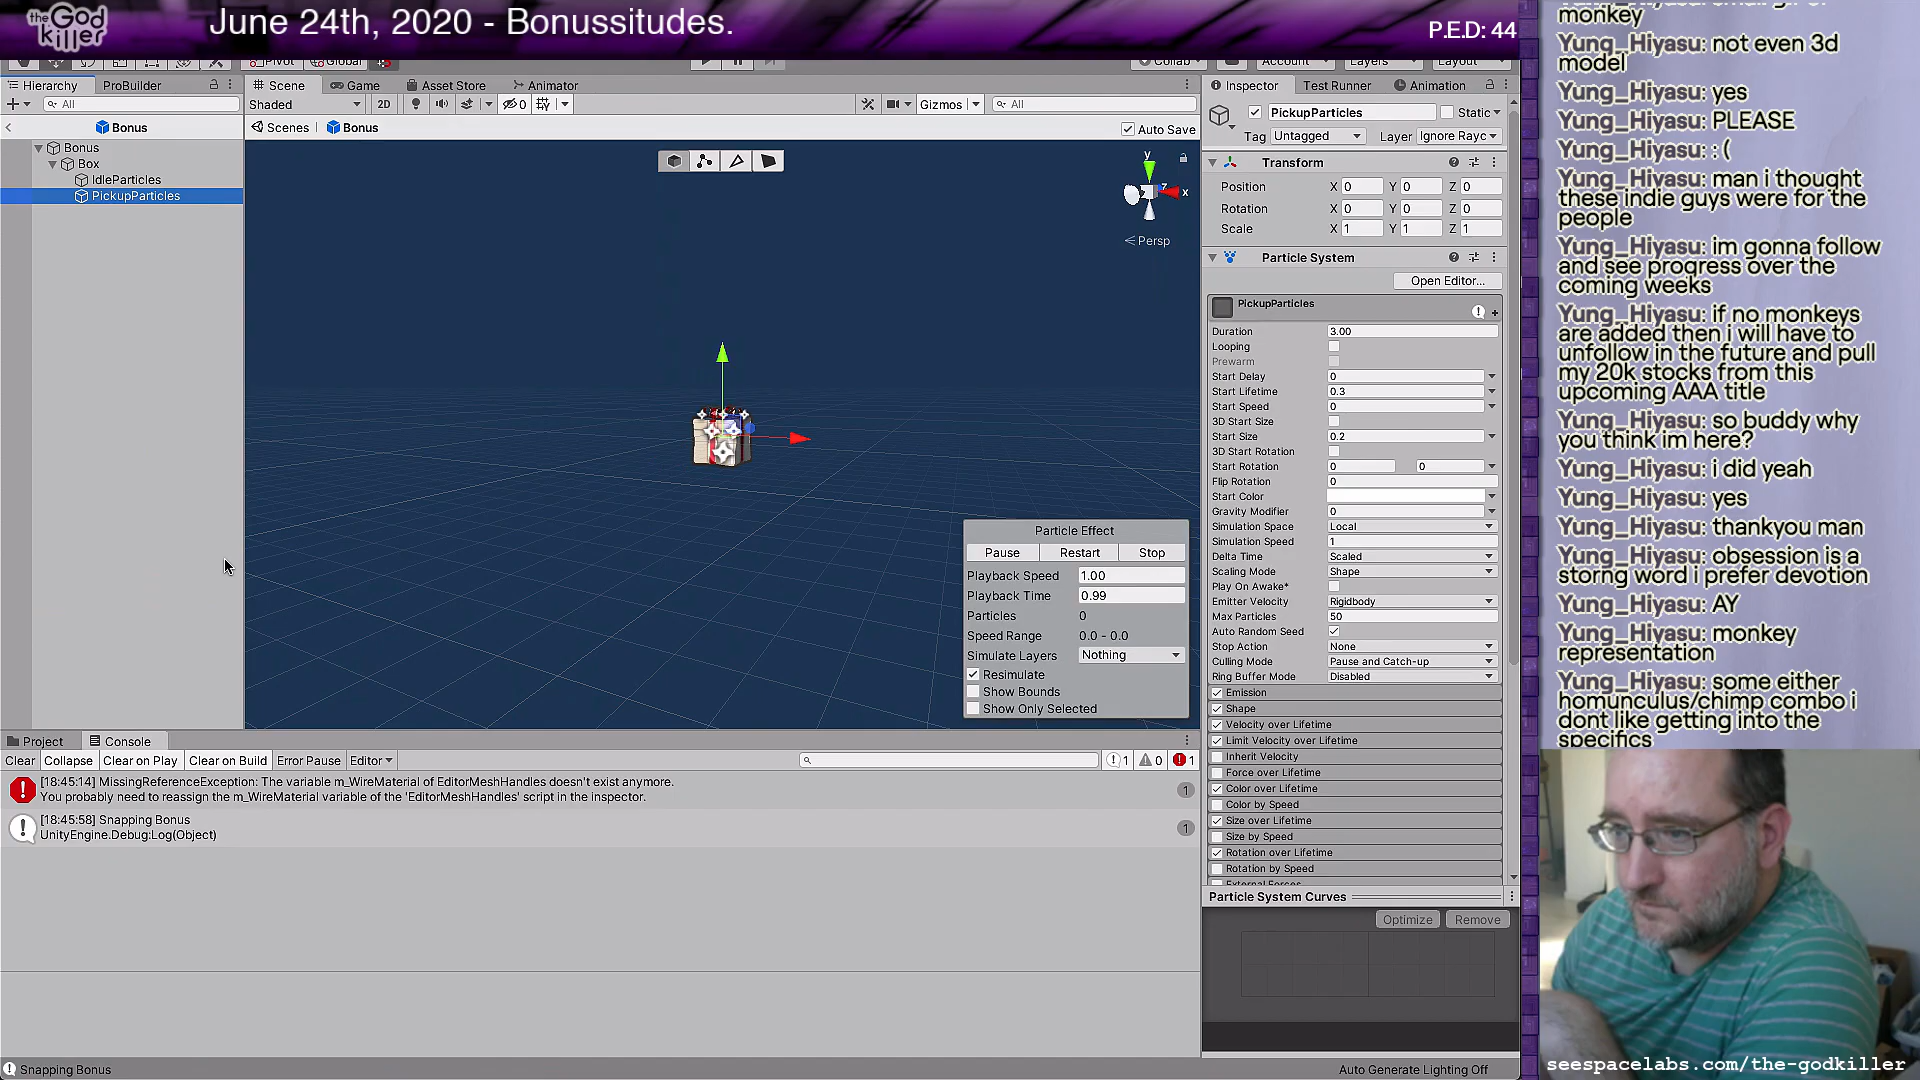 the God killer
June 24th, 2020 - Bonussitudes.
P.E.D: 44
Pivot Global Collab Account Layers Layout
Hierarchy ProBuilder
All
Bonus
Bonus
Box
IdleParticles
PickupParticles
Scene Game Asset Store Animator
Shaded 2D 0 Gizmos All
Scenes Bonus Auto Save
y
x
z
Persp
Particle Effect
Pause Restart Stop
Playback Speed 1.00
Playback Time 0.99
Particles 0
Speed Range 0.0 - 0.0
Simulate Layers Nothing
Resimulate
Show Bounds
Show Only Selected
Inspector Test Runner Animation
PickupParticles Static
Tag Untagged Layer Ignore Rayc
Transform
Position X 0 Y 0 Z 0
Rotation X 0 Y 0 Z 0
Scale X 1 Y 1 Z 1
Particle System
Open Editor...
PickupParticles
Duration 3.00
Looping
Prewarm
Start Delay 0
Start Lifetime 0.3
Start Speed 0
3D Start Size
Start Size 0.2
3D Start Rotation
Start Rotation 0 0
Flip Rotation 0
Start Color
Gravity Modifier 0
Simulation Space Local
Simulation Speed 1
Delta Time Scaled
Scaling Mode Shape
Play On Awake*
Emitter Velocity Rigidbody
Max Particles 50
Auto Random Seed
Stop Action None
Culling Mode Pause and Catch-up
Ring Buffer Mode Disabled
Emission
Shape
Velocity over Lifetime
Limit Velocity over Lifetime
Inherit Velocity
Force over Lifetime
Color over Lifetime
Color by Speed
Size over Lifetime
Size by Speed
Rotation over Lifetime
Rotation by Speed
External Forces
Particle System Curves
Optimize Remove
Project Console
Clear Collapse Clear on Play Clear on Build Error Pause Editor 1 0 1
[18:45:14] MissingReferenceException: The variable m_WireMaterial of EditorMeshHandles doesn't exist anymore.
You probably need to reassign the m_WireMaterial variable of the 'EditorMeshHandles' script in the inspector.
1
[18:45:58] Snapping Bonus
UnityEngine.Debug:Log(Object)
1
Snapping Bonus
Auto Generate Lighting Off
monkey
Yung_Hiyasu: not even 3d
model
Yung_Hiyasu: yes
Yung_Hiyasu: PLEASE
Yung_Hiyasu: : (
Yung_Hiyasu: man i thought
these indie guys were for the
people
Yung_Hiyasu: im gonna follow
and see progress over the
coming weeks
Yung_Hiyasu: if no monkeys
are added then i will have to
unfollow in the future and pull
my 20k stocks from this
upcoming AAA title
Yung_Hiyasu: so buddy why
you think im here?
Yung_Hiyasu: i did yeah
Yung_Hiyasu: yes
Yung_Hiyasu: thankyou man
Yung_Hiyasu: obsession is a
storng word i prefer devotion
Yung_Hiyasu: AY
Yung_Hiyasu: monkey
representation
Yung_Hiyasu: some either
homunculus/chimp combo i
dont like getting into the
specifics
seespacelabs.com/the-godkiller